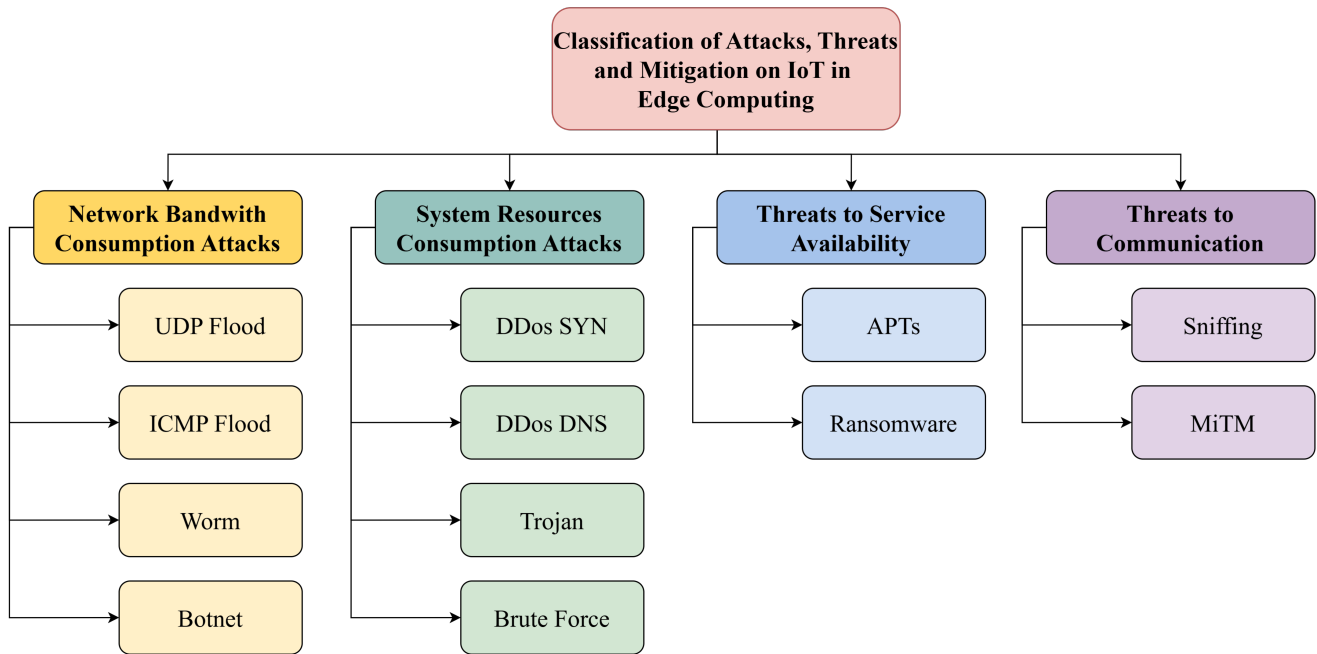 Classification of Attacks, Threats
and Mitigation on IoT in
Edge Computing
Network Bandwith
Consumption Attacks
System Resources
Consumption Attacks
Threats to Service
Availability
Threats to
Communication
UDP Flood
DDos SYN
APTs
Sniffing
ICMP Flood
DDos DNS
Ransomware
MiTM
Worm
Trojan
Botnet
Brute Force